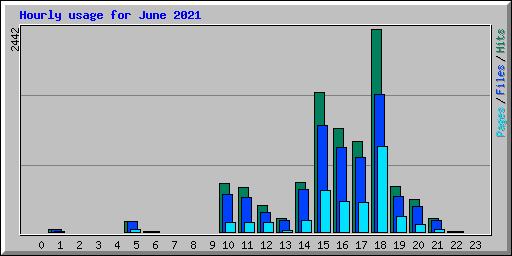 Hourly usage for June 2021
2442
Pages/Files/Hits
0 1 2 3 4 5 6 7 8 9 10 11 12 13 14 15 16 17 18 19 20 21 22 23